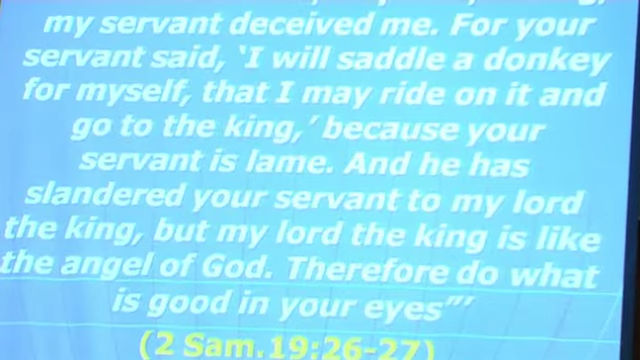 my servant deceived me. For your
servant said, ‘I will saddle a donkey
for myself, that I may ride on it and
go to the king,’ because your
servant is lame. And he has
slandered your servant to my lord
the king, but my lord the king is like
the angel of God. Therefore do what
is good in your eyes”’
(2 Sam.19:26-27)